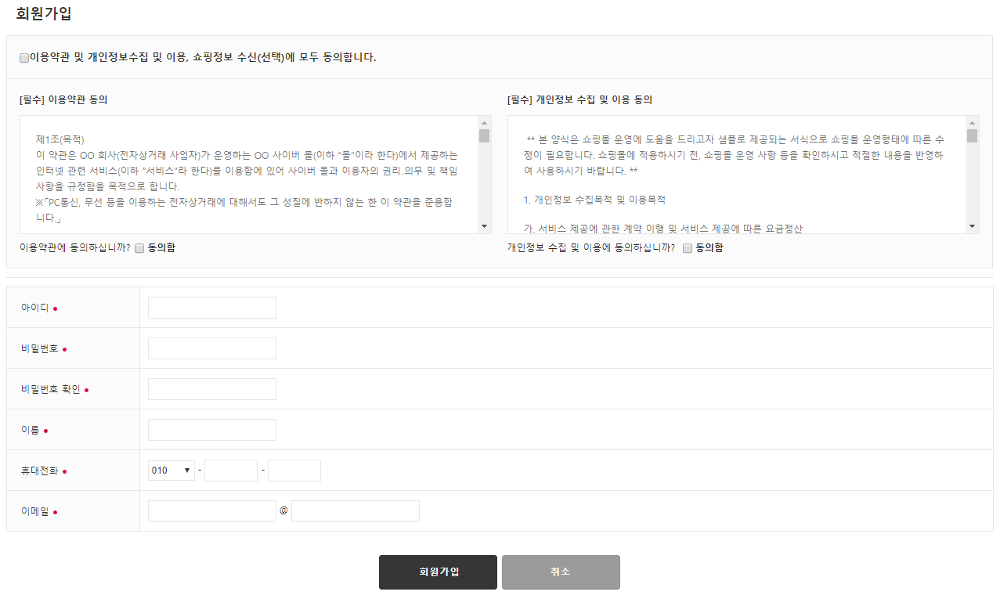 회원가입
이용약관 및 개인정보수집 및 이용, 쇼핑정보 수신(선택)에 모두 동의합니다.
[필수] 이용약관 동의
제1조(목적)
이 약관은 OO 회사(전자상거래 사업자)가 운영하는 OO 사이버 몰(이하 “몰”이라 한다)에서 제공하는
인터넷 관련 서비스(이하 “서비스”라 한다)를 이용함에 있어 사이버 몰과 이용자의 권리.의무 및 책임
사항을 규정함을 목적으로 합니다.
※「PC통신, 무선 등을 이용하는 전자상거래에 대해서도 그 성질에 반하지 않는 한 이 약관을 준용합
니다.」
이용약관에 동의하십니까? 동의함
[필수] 개인정보 수집 및 이용 동의
** 본 양식은 쇼핑몰 운영에 도움을 드리고자 샘플로 제공되는 서식으로 쇼핑몰 운영형태에 따른 수
정이 필요합니다. 쇼핑몰에 적용하시기 전, 쇼핑몰 운영 사항 등을 확인하시고 적절한 내용을 반영하
여 사용하시기 바랍니다. **
1. 개인정보 수집목적 및 이용목적
가. 서비스 제공에 관한 계약 이행 및 서비스 제공에 따른 요금정산
개인정보 수집 및 이용에 동의하십니까? 동의함
아이디
비밀번호
비밀번호 확인
이름
휴대전화 010 - -
이메일 @
회원가입 취소